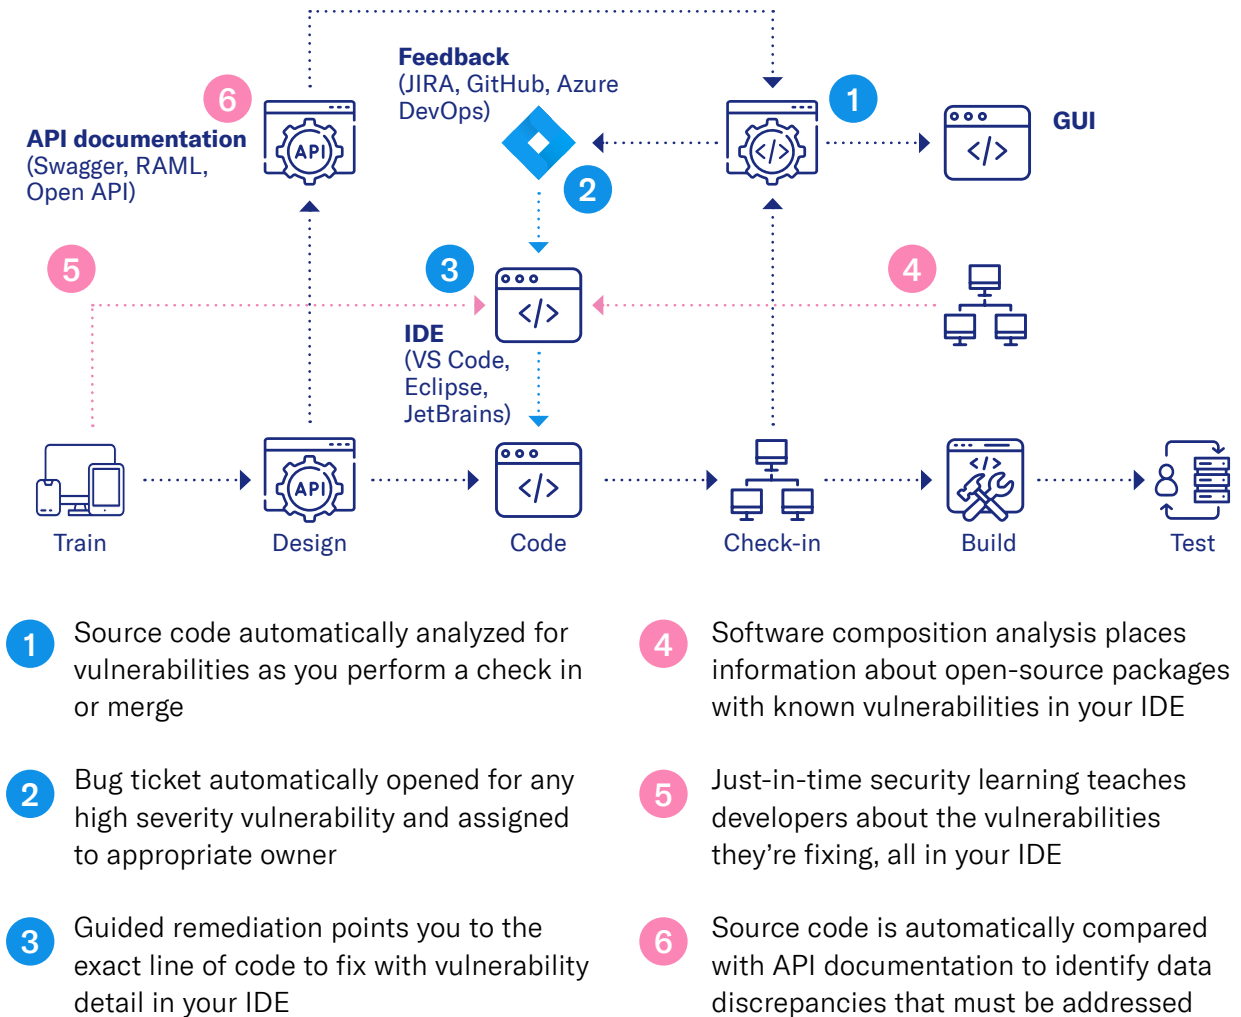 Feedback
(JIRA, GitHub, Azure
DevOps)
6
1
GUI
API documentation
(Swagger, RAML,
Open API)
API
</>
</>
2
5
3
4
</>
IDE
(VS Code,
Eclipse,
JetBrains)
API
</>
</>
Train
Design
Code
Check-in
Build
Test
1
Source code automatically analyzed for
vulnerabilities as you perform a check in
or merge
2
Bug ticket automatically opened for any
high severity vulnerability and assigned
to appropriate owner
3
Guided remediation points you to the
exact line of code to fix with vulnerability
detail in your IDE
4
Software composition analysis places
information about open-source packages
with known vulnerabilities in your IDE
5
Just-in-time security learning teaches
developers about the vulnerabilities
they’re fixing, all in your IDE
6
Source code is automatically compared
with API documentation to identify data
discrepancies that must be addressed